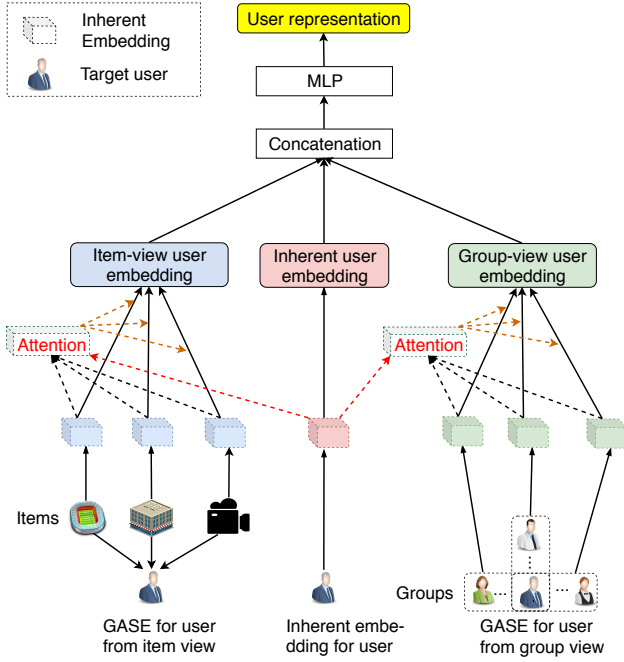 Inherent
Embedding
Target user
User representation
MLP
Concatenation
Item-view user
embedding
Inherent user
embedding
Group-view user
embedding
Attention
Attention
Items
Groups
GASE for user
from item view
Inherent embe-
dding for user
GASE for user
from group view